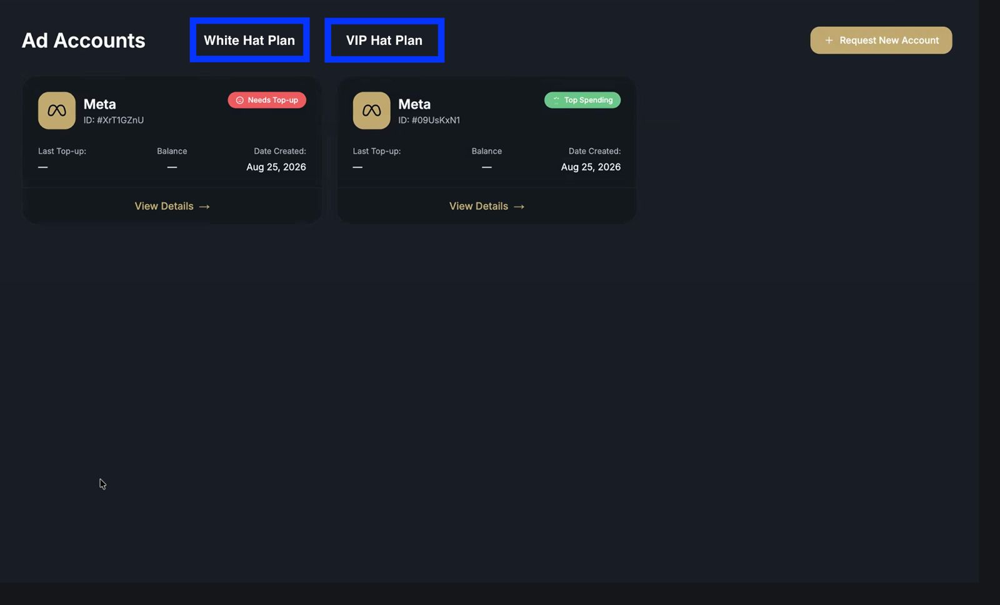 Ad Accounts
White Hat Plan
VIP Hat Plan
+ Request New Account
Meta
ID: #XrT1GZnU
Needs Top-up
Last Top-up:
Balance
Date Created:
—
—
Aug 25, 2026
View Details →
Meta
ID: #09UsKxN1
Top Spending
Last Top-up:
Balance
Date Created:
—
—
Aug 25, 2026
View Details →